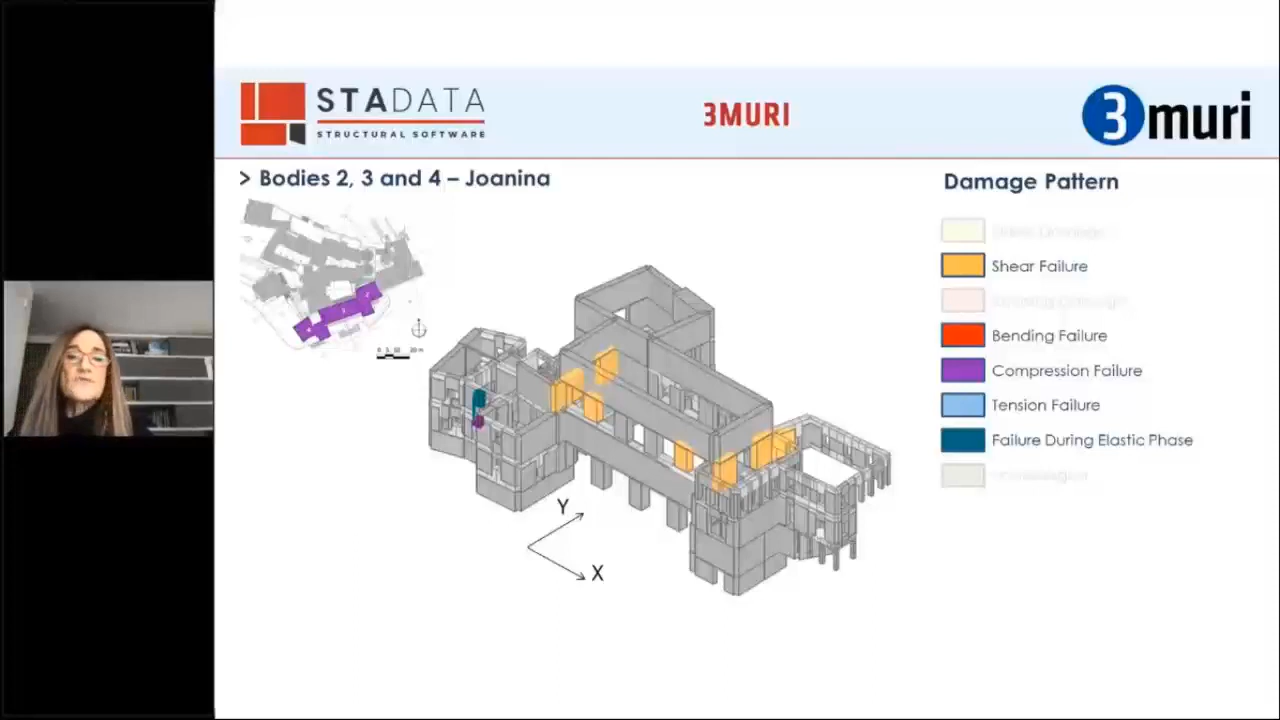 STADATA
STRUCTURAL SOFTWARE
3MURI
3muri
> Bodies 2, 3 and 4 – Joanina
Damage Pattern
Shear Failure
Bending Failure
Compression Failure
Tension Failure
Failure During Elastic Phase
Y
X